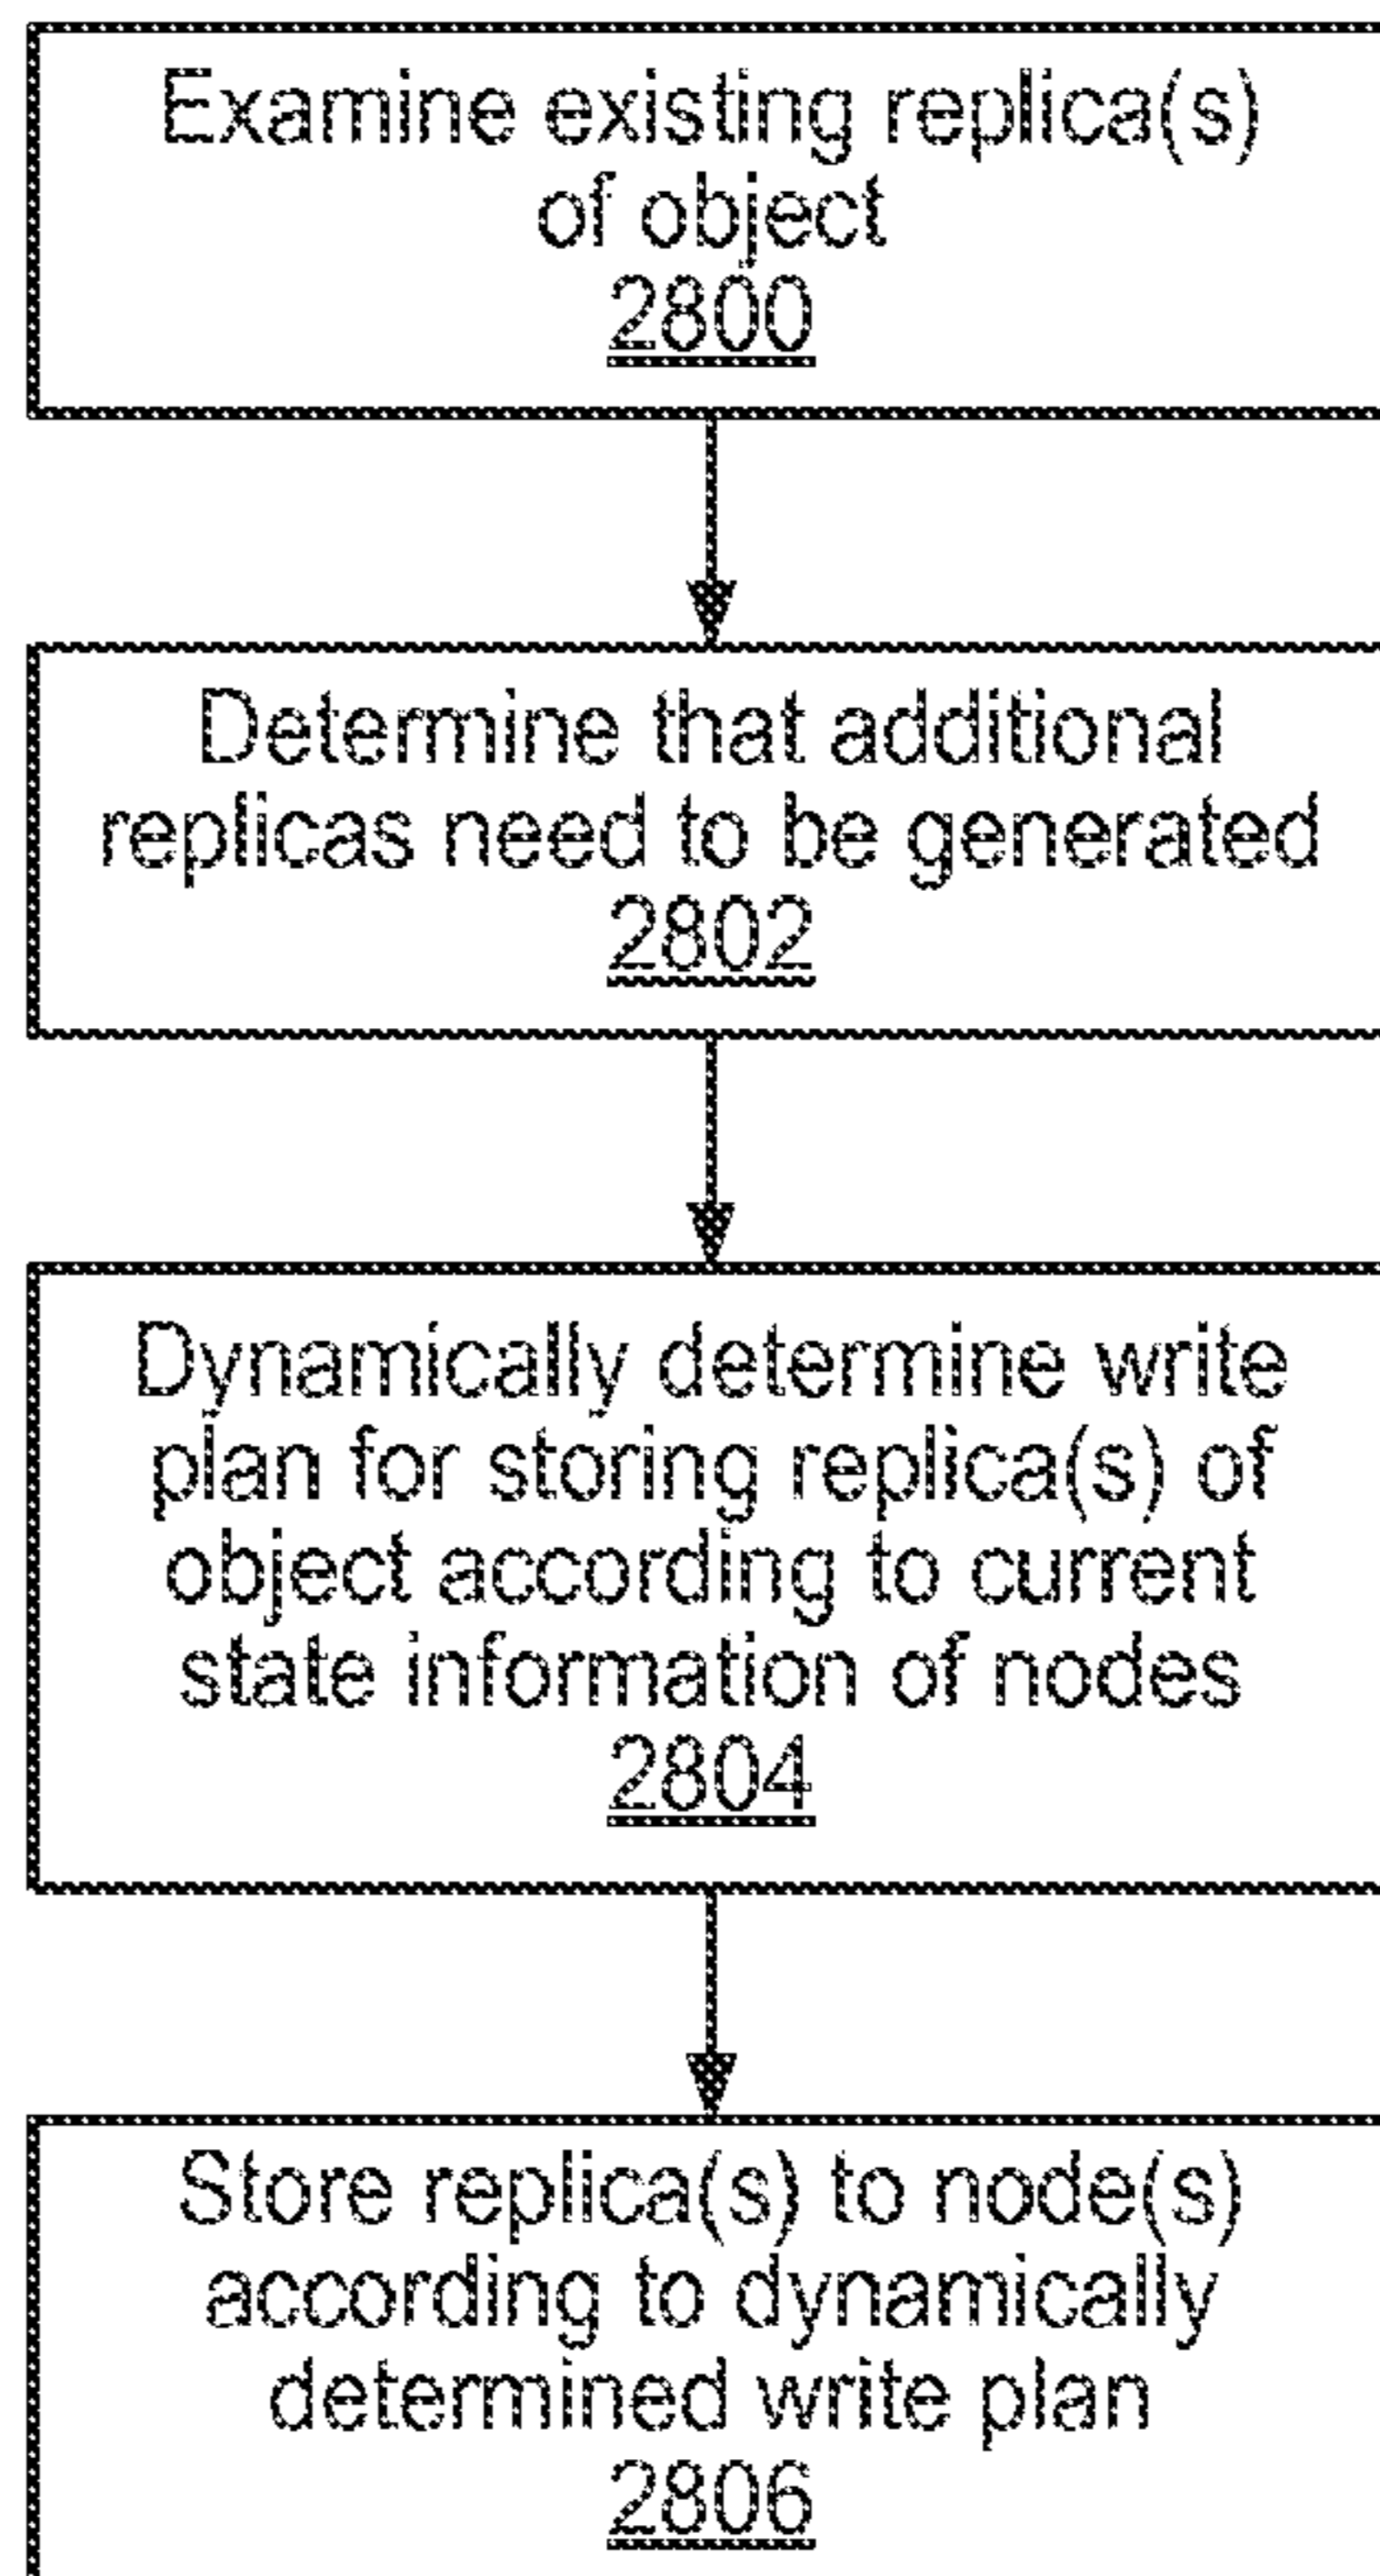 Examine existing replica(s)
of object
2800
Determine that additional
replicas need to be generated
2802
Dynamically determine write
plan for storing replica(s) of
object according to current
state information of nodes
2804
Store replica(s) to node(s)
according to dynamically
determined write plan
2806